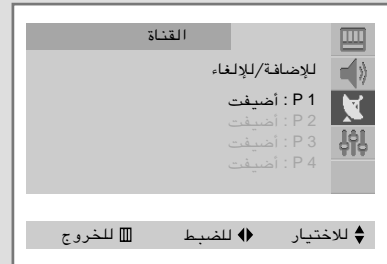 القناة
للإضافة/للإلغاء
P 1 : أضيفت
P 2 : أضيفت
P 3 : أضيفت
P 4 : أضيفت
للاختيار للضبط للخروج